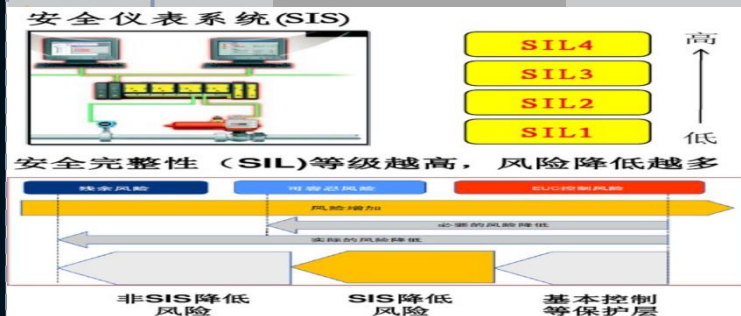 安全仪表系统(SIS)
SIL4
SIL3
SIL2
SIL1
高
低
安全完整性（SIL)等级越高，风险降低越多
残余风险
可容忍风险
EUC控制风险
风险增加
必要的风险降低
实际的风险降低
非SIS降低
风险
SIS降低
风险
基本控制
等保护层